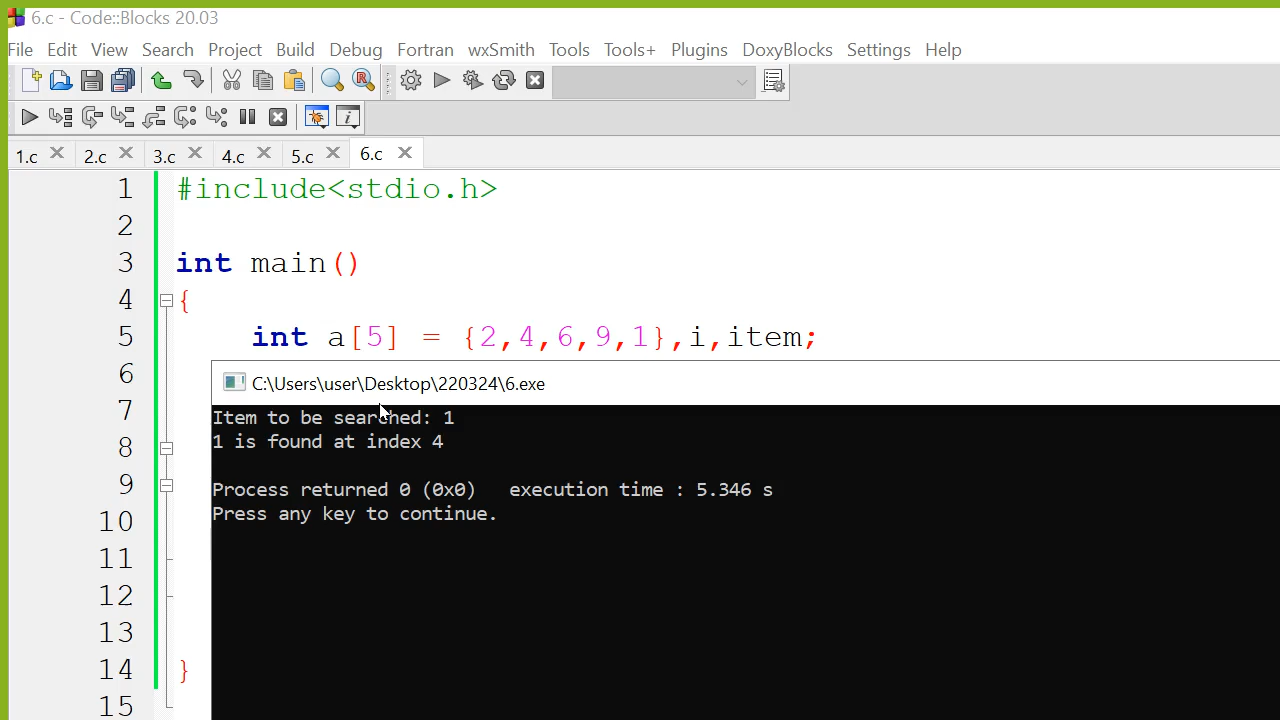 6.c - Code::Blocks 20.03
File Edit View Search Project Build Debug Fortran wxSmith Tools Tools+ Plugins DoxyBlocks Settings Help
1.c 2.c 3.c 4.c 5.c 6.c
1 #include<stdio.h>
2
3 int main()
4 {
5 int a[5] = {2,4,6,9,1},i,item;
6
C:\Users\user\Desktop\220324\6.exe
7
Item to be searched: 1
8
1 is found at index 4
9
Process returned 0 (0x0)   execution time : 5.346 s
10
Press any key to continue.
11
12
13
14 }
15